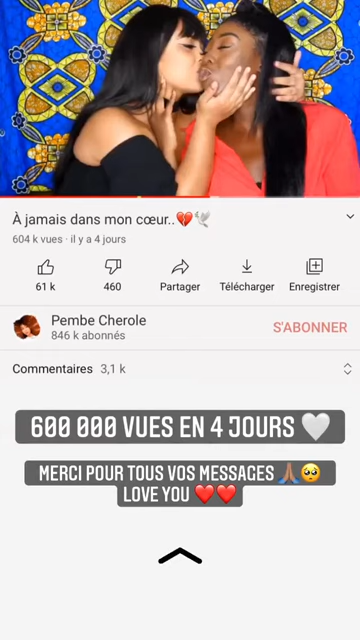 À jamais dans mon cœur..💔🕊
604 k vues · il y a 4 jours
61 k
460
Partager
Télécharger
Enregistrer
Pembe Cherole
846 k abonnés
S'ABONNER
Commentaires 3,1 k
600 000 VUES EN 4 JOURS 🤍
MERCI POUR TOUS VOS MESSAGES 🙏🏾🥺
LOVE YOU ❤️❤️